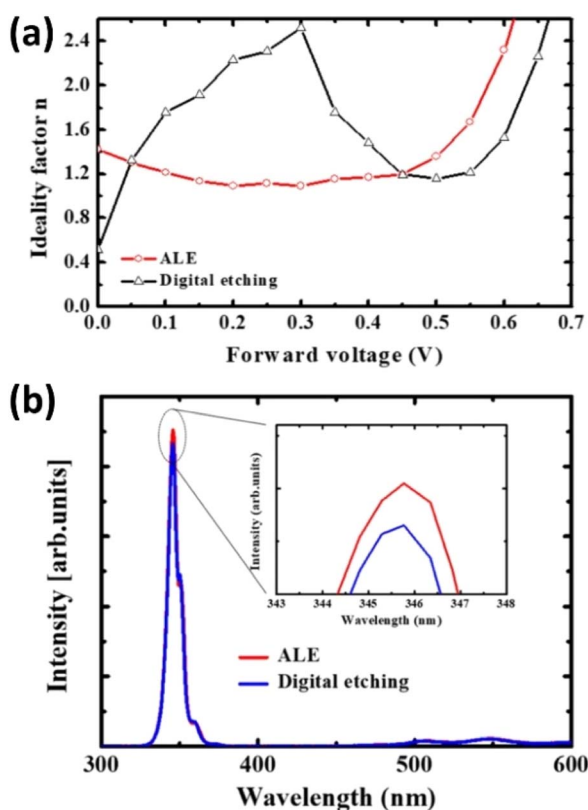 (a)
Ideality factor n
2.4
2.0
1.6
1.2
0.8
0.4
0.0
ALE
Digital etching
0.0 0.1 0.2 0.3 0.4 0.5 0.6 0.7
Forward voltage (V)
(b)
Intensity [arb.units]
Intensity (arb.units)
343 344 345 346 347 348
Wavelength (nm)
ALE
Digital etching
300 400 500 600
Wavelength (nm)